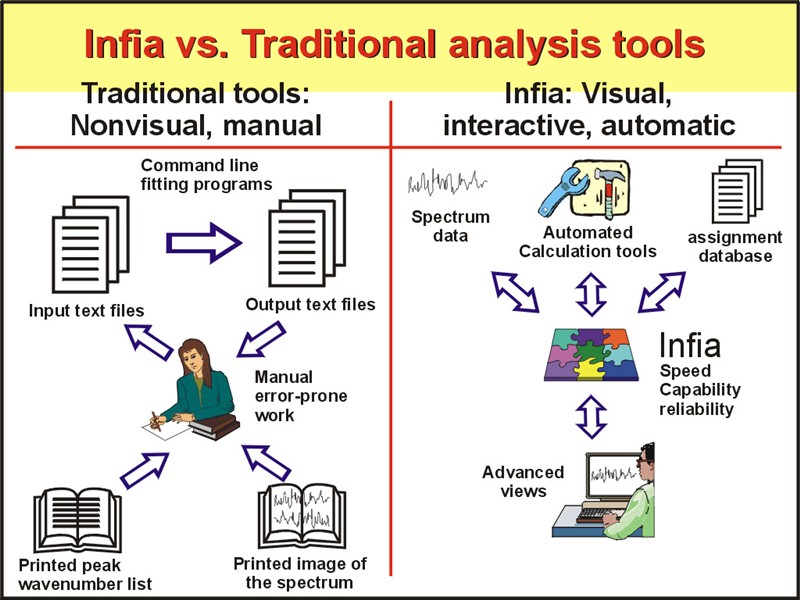 Infia vs. Traditional analysis tools
Traditional tools:
Nonvisual, manual
Command line
fitting programs
Input text files
Output text files
Manual
error-prone
work
Printed peak
wavenumber list
Printed image of
the spectrum
Infia: Visual,
interactive, automatic
Spectrum
data
Automated
Calculation tools
assignment
database
Infia
Speed
Capability
reliability
Advanced
views